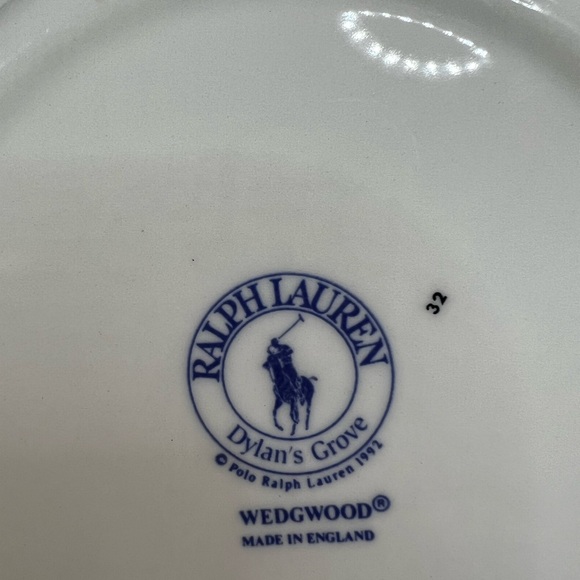 RALPH LAUREN
Dylan's Grove
© Polo Ralph Lauren 1992
WEDGWOOD®
MADE IN ENGLAND
32